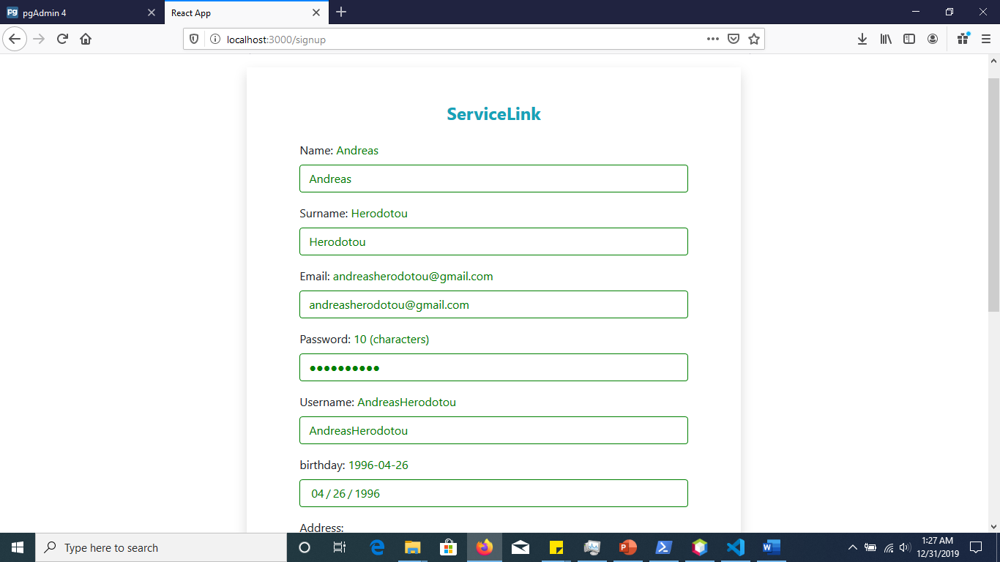 pgAdmin 4
React App
localhost:3000/signup
ServiceLink
Name: Andreas
Andreas
Surname: Herodotou
Herodotou
Email: andreasherodotou@gmail.com
andreasherodotou@gmail.com
Password: 10 (characters)
●●●●●●●●●●
Username: AndreasHerodotou
AndreasHerodotou
birthday: 1996-04-26
04 / 26 / 1996
Address:
Type here to search
1:27 AM
12/31/2019